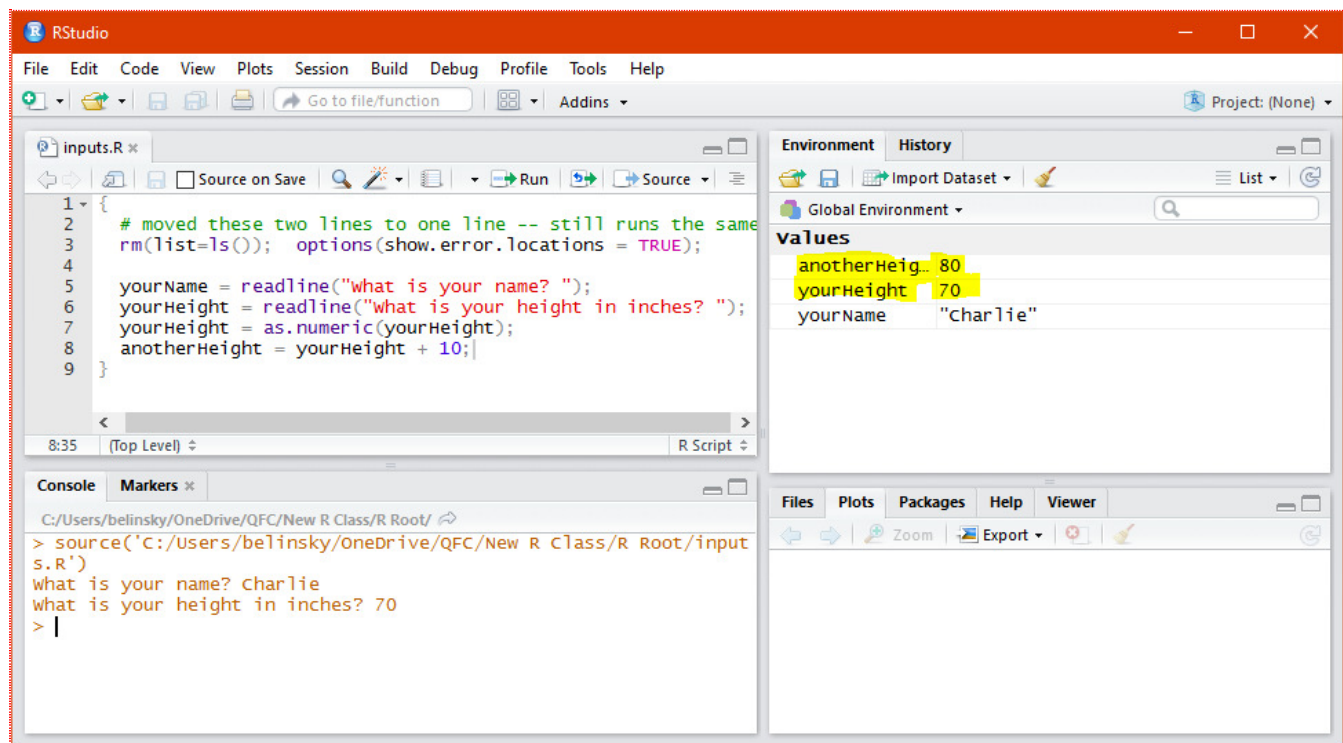 RStudio
File Edit Code View Plots Session Build Debug Profile Tools Help
Go to file/function Addins Project: (None)
inputs.R
Source on Save Run Source
1 {
2 # moved these two lines to one line -- still runs the same
3 rm(list=ls()); options(show.error.locations = TRUE);
4
5 yourName = readline("What is your name? ");
6 yourHeight = readline("What is your height in inches? ");
7 yourHeight = as.numeric(yourHeight);
8 anotherHeight = yourHeight + 10;
9 }
8:35 (Top Level) R Script
Console Markers
C:/Users/belinsky/OneDrive/QFC/New R Class/R Root/
> source('C:/Users/belinsky/OneDrive/QFC/New R Class/R Root/input
s.R')
What is your name? Charlie
What is your height in inches? 70
>
Environment History
Import Dataset List
Global Environment
Values
anotherHeig… 80
yourHeight 70
yourName "Charlie"
Files Plots Packages Help Viewer
Zoom Export